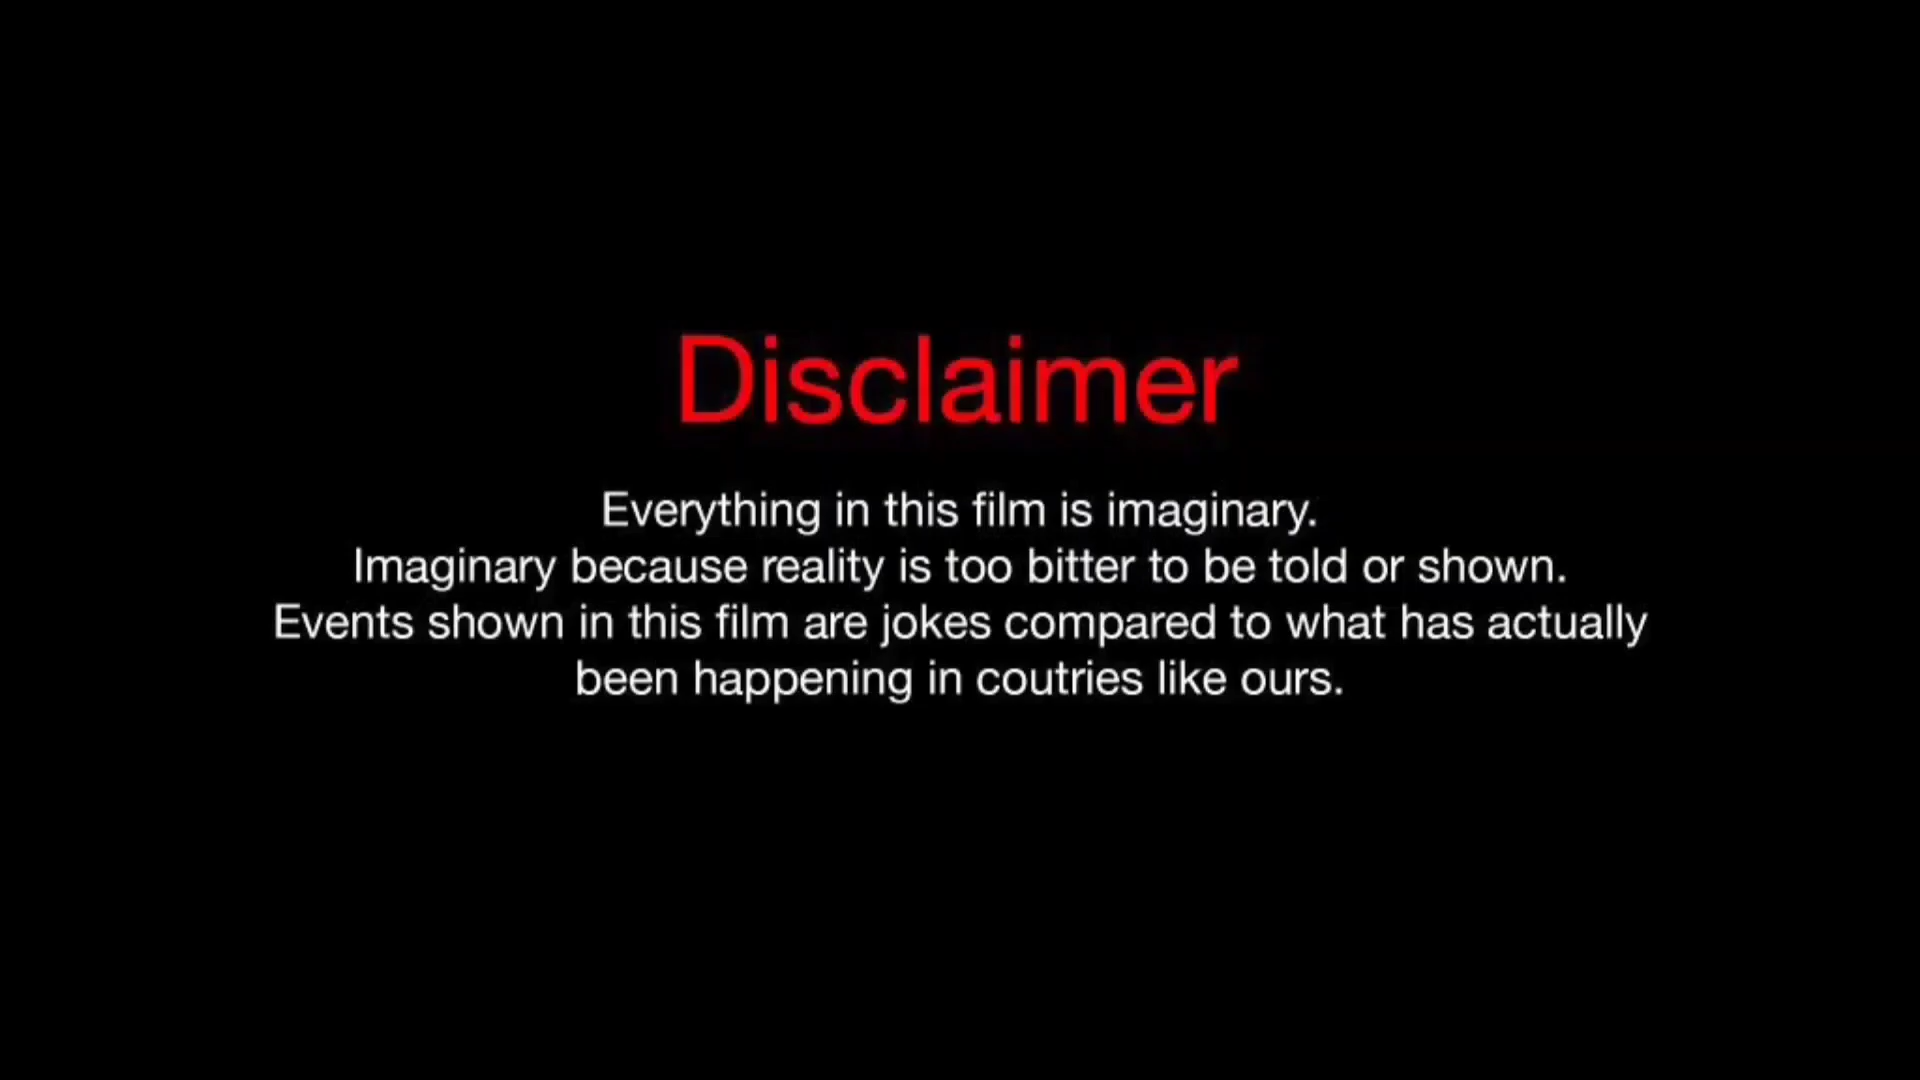 Disclaimer
Everything in this film is imaginary.
Imaginary because reality is too bitter to be told or shown.
Events shown in this film are jokes compared to what has actually
been happening in coutries like ours.